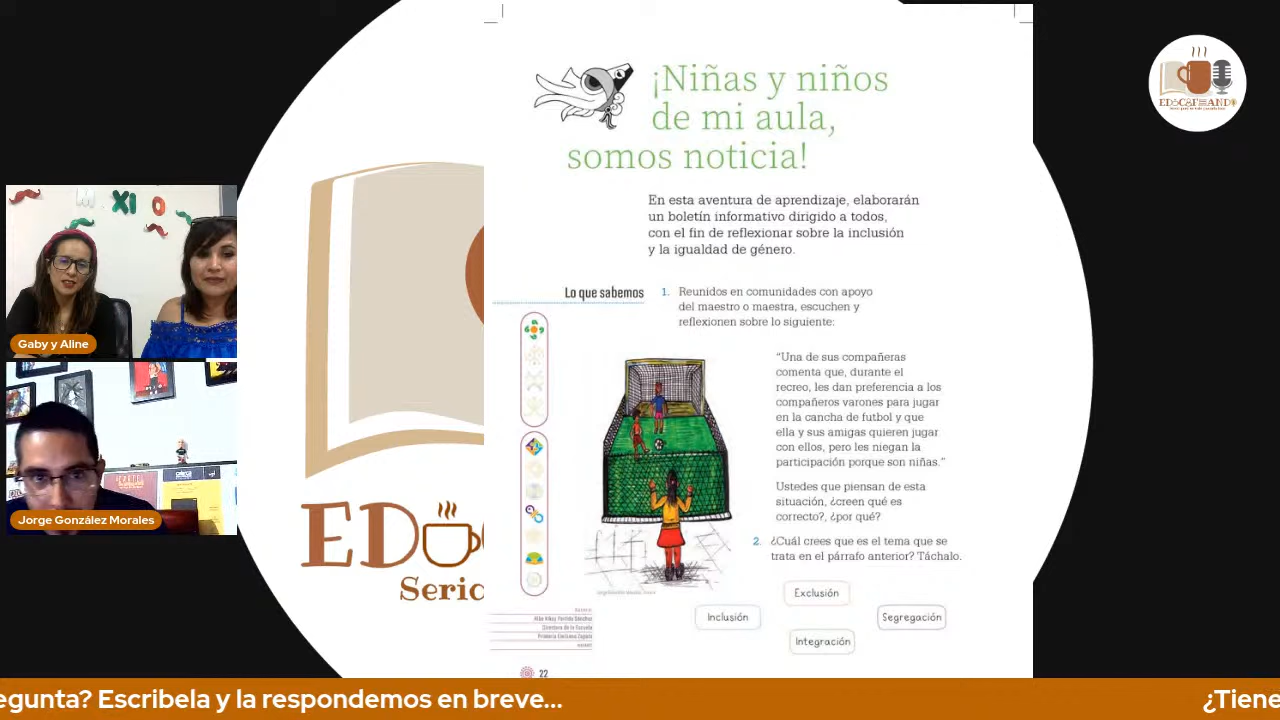 ¡Niñas y niños
de mi aula,
somos noticia!
En esta aventura de aprendizaje, elaborarán
un boletín informativo dirigido a todos,
con el fin de reflexionar sobre la inclusión
y la igualdad de género.
Lo que sabemos
1. Reunidos en comunidades con apoyo
del maestro o maestra, escuchen y
reflexionen sobre lo siguiente:
“Una de sus compañeras
comenta que, durante el
recreo, les dan preferencia a los
compañeros varones para jugar
en la cancha de futbol y que
ella y sus amigas quieren jugar
con ellos, pero les niegan la
participación porque son niñas.”
Ustedes que piensan de esta
situación, ¿creen qué es
correcto?, ¿por qué?
2. ¿Cuál crees que es el tema que se
trata en el párrafo anterior? Táchalo.
Exclusión
Inclusión
Segregación
Integración
22
XI O
Gaby y Aline
Jorge González Morales
ED
Seri
EDUCAFEANDO
egunta? Escribela y la respondemos en breve...
¿Tiene